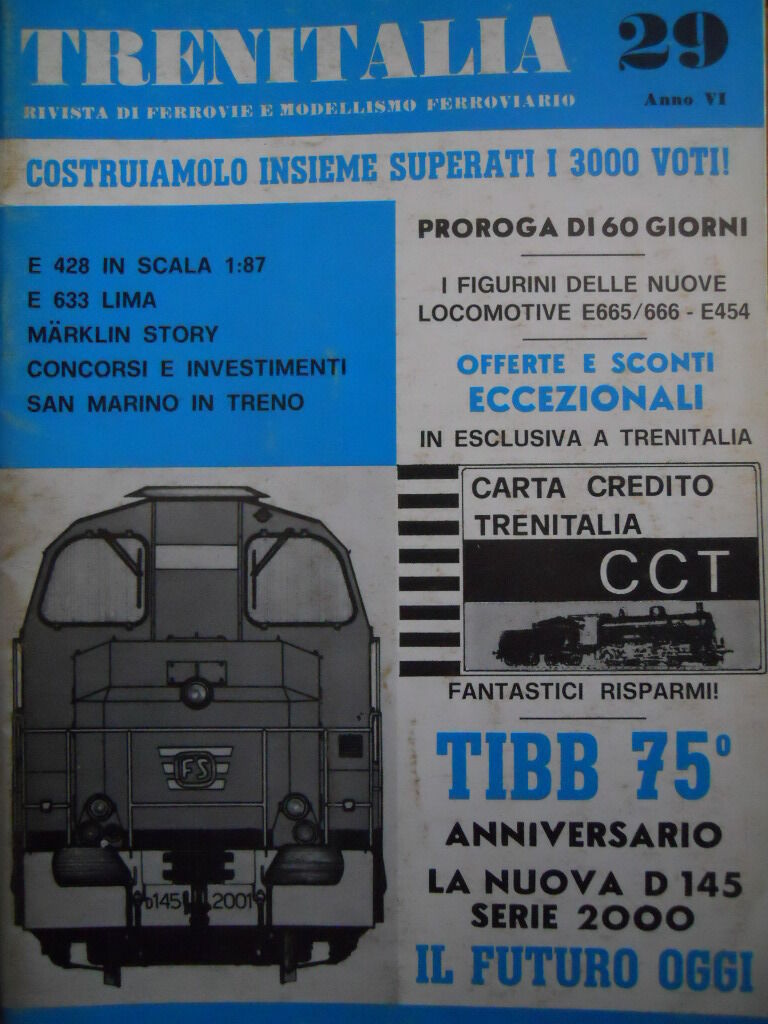 TRENITALIA
29
RIVISTA DI FERROVIE E MODELLISMO FERROVIARIO
Anno VI
COSTRUIAMOLO INSIEME SUPERATI I 3000 VOTI!
E 428 IN SCALA 1:87
E 633 LIMA
MÄRKLIN STORY
CONCORSI E INVESTIMENTI
SAN MARINO IN TRENO
PROROGA DI 60 GIORNI
I FIGURINI DELLE NUOVE
LOCOMOTIVE E665/666 - E454
OFFERTE E SCONTI
ECCEZIONALI
IN ESCLUSIVA A TRENITALIA
CARTA CREDITO
TRENITALIA
CCT
FANTASTICI RISPARMI!
TIBB 75°
ANNIVERSARIO
LA NUOVA D 145
SERIE 2000
IL FUTURO OGGI
FS
D145 2001